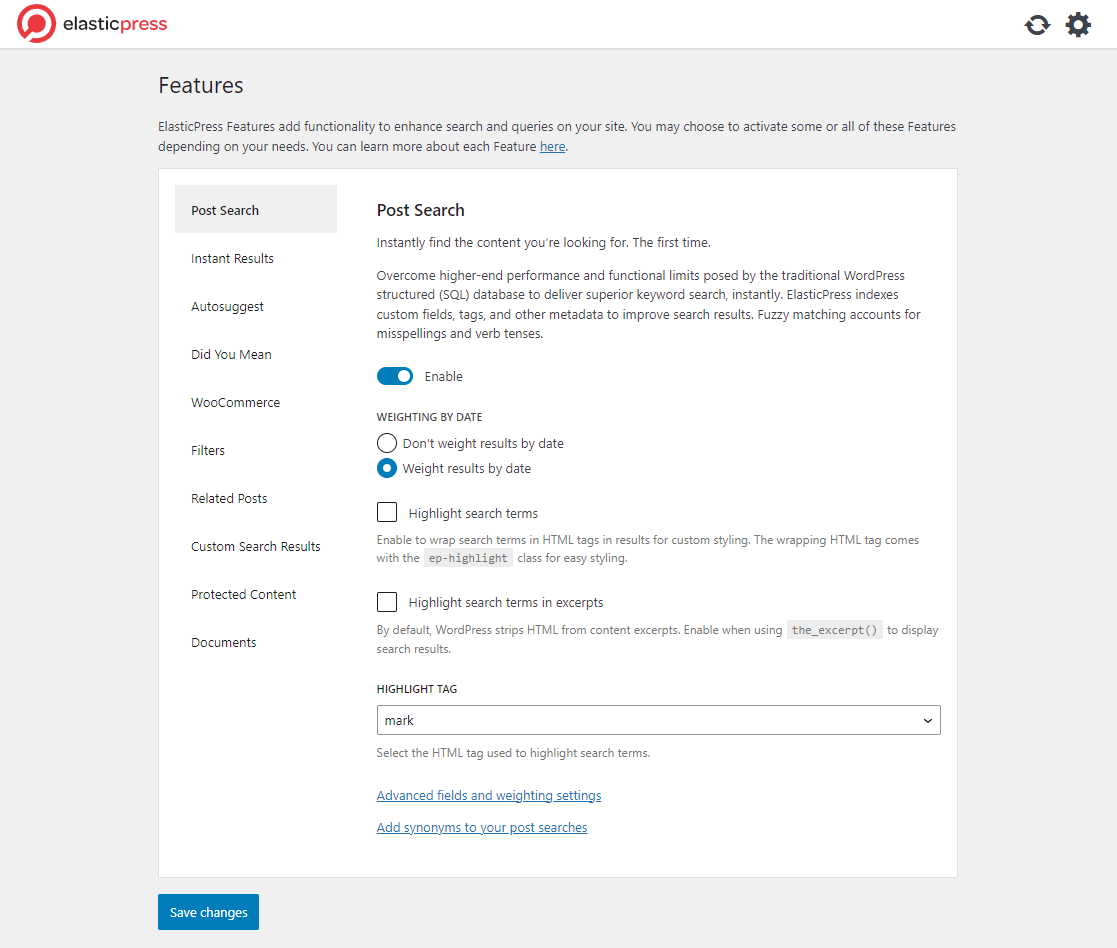 elasticpress
Features
ElasticPress Features add functionality to enhance search and queries on your site. You may choose to activate some or all of these Features
depending on your needs. You can learn more about each Feature here.
Post Search
Instant Results
Autosuggest
Did You Mean
WooCommerce
Filters
Related Posts
Custom Search Results
Protected Content
Documents
Post Search
Instantly find the content you’re looking for. The first time.
Overcome higher-end performance and functional limits posed by the traditional WordPress
structured (SQL) database to deliver superior keyword search, instantly. ElasticPress indexes
custom fields, tags, and other metadata to improve search results. Fuzzy matching accounts for
misspellings and verb tenses.
Enable
WEIGHTING BY DATE
Don't weight results by date
Weight results by date
Highlight search terms
Enable to wrap search terms in HTML tags in results for custom styling. The wrapping HTML tag comes
with the ep-highlight class for easy styling.
Highlight search terms in excerpts
By default, WordPress strips HTML from content excerpts. Enable when using the_excerpt() to display
search results.
HIGHLIGHT TAG
mark
Select the HTML tag used to highlight search terms.
Advanced fields and weighting settings
Add synonyms to your post searches
Save changes